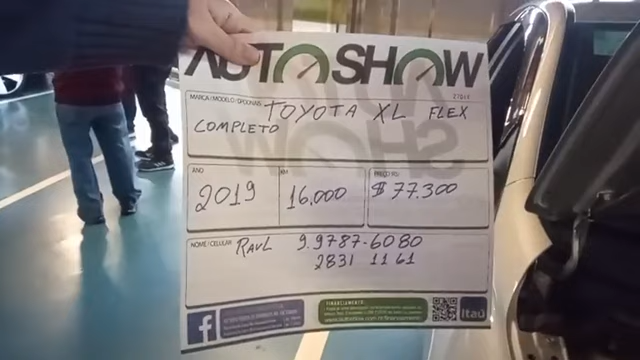 AUTOSHOW
MARCA / MODELO / OPCIONAIS TOYOTA XL FLEX
COMPLETO
ANO KM PREÇO R$
2019 16.000 $ 77.300
NOME / CELULAR RAUL 9.9787-6080
2831 1161
FINANCIAMENTO
Itaú